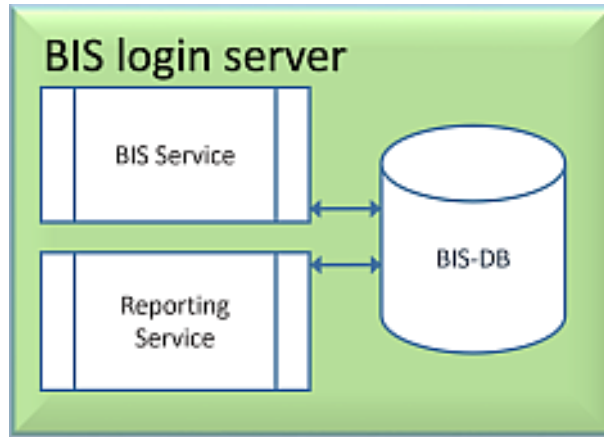 BIS login server
BIS Service
BIS-DB
Reporting
Service